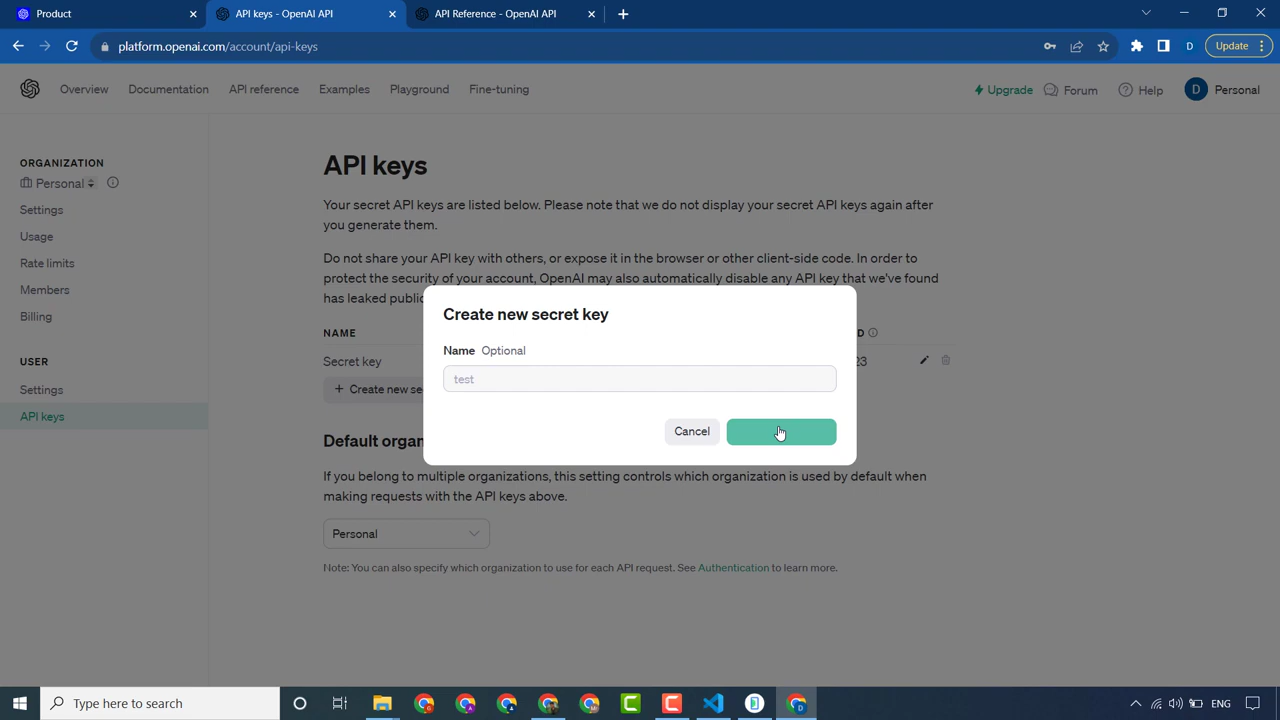 Product
API keys - OpenAI API
API Reference - OpenAI API
platform.openai.com/account/api-keys
D
Update
Overview
Documentation
API reference
Examples
Playground
Fine-tuning
Upgrade
Forum
Help
D
Personal
ORGANIZATION
Personal
Settings
Usage
Rate limits
Members
Billing
USER
Settings
API keys
API keys
Your secret API keys are listed below. Please note that we do not display your secret API keys again after
you generate them.
Do not share your API key with others, or expose it in the browser or other client-side code. In order to
protect the security of your account, OpenAI may also automatically disable any API key that we've found
has leaked publi
NAME
D
Secret key
23
+ Create new se
Create new secret key
Name Optional
test
Cancel
Default organ
If you belong to multiple organizations, this setting controls which organization is used by default when
making requests with the API keys above.
Personal
Note: You can also specify which organization to use for each API request. See Authentication to learn more.
Type here to search
ENG